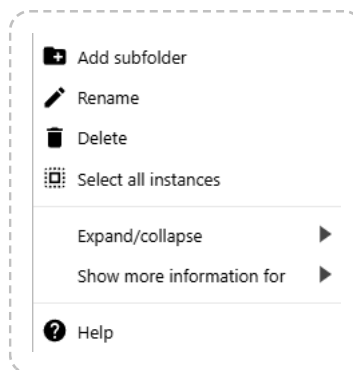 Add subfolder
Rename
Delete
Select all instances
Expand/collapse
Show more information for
Help